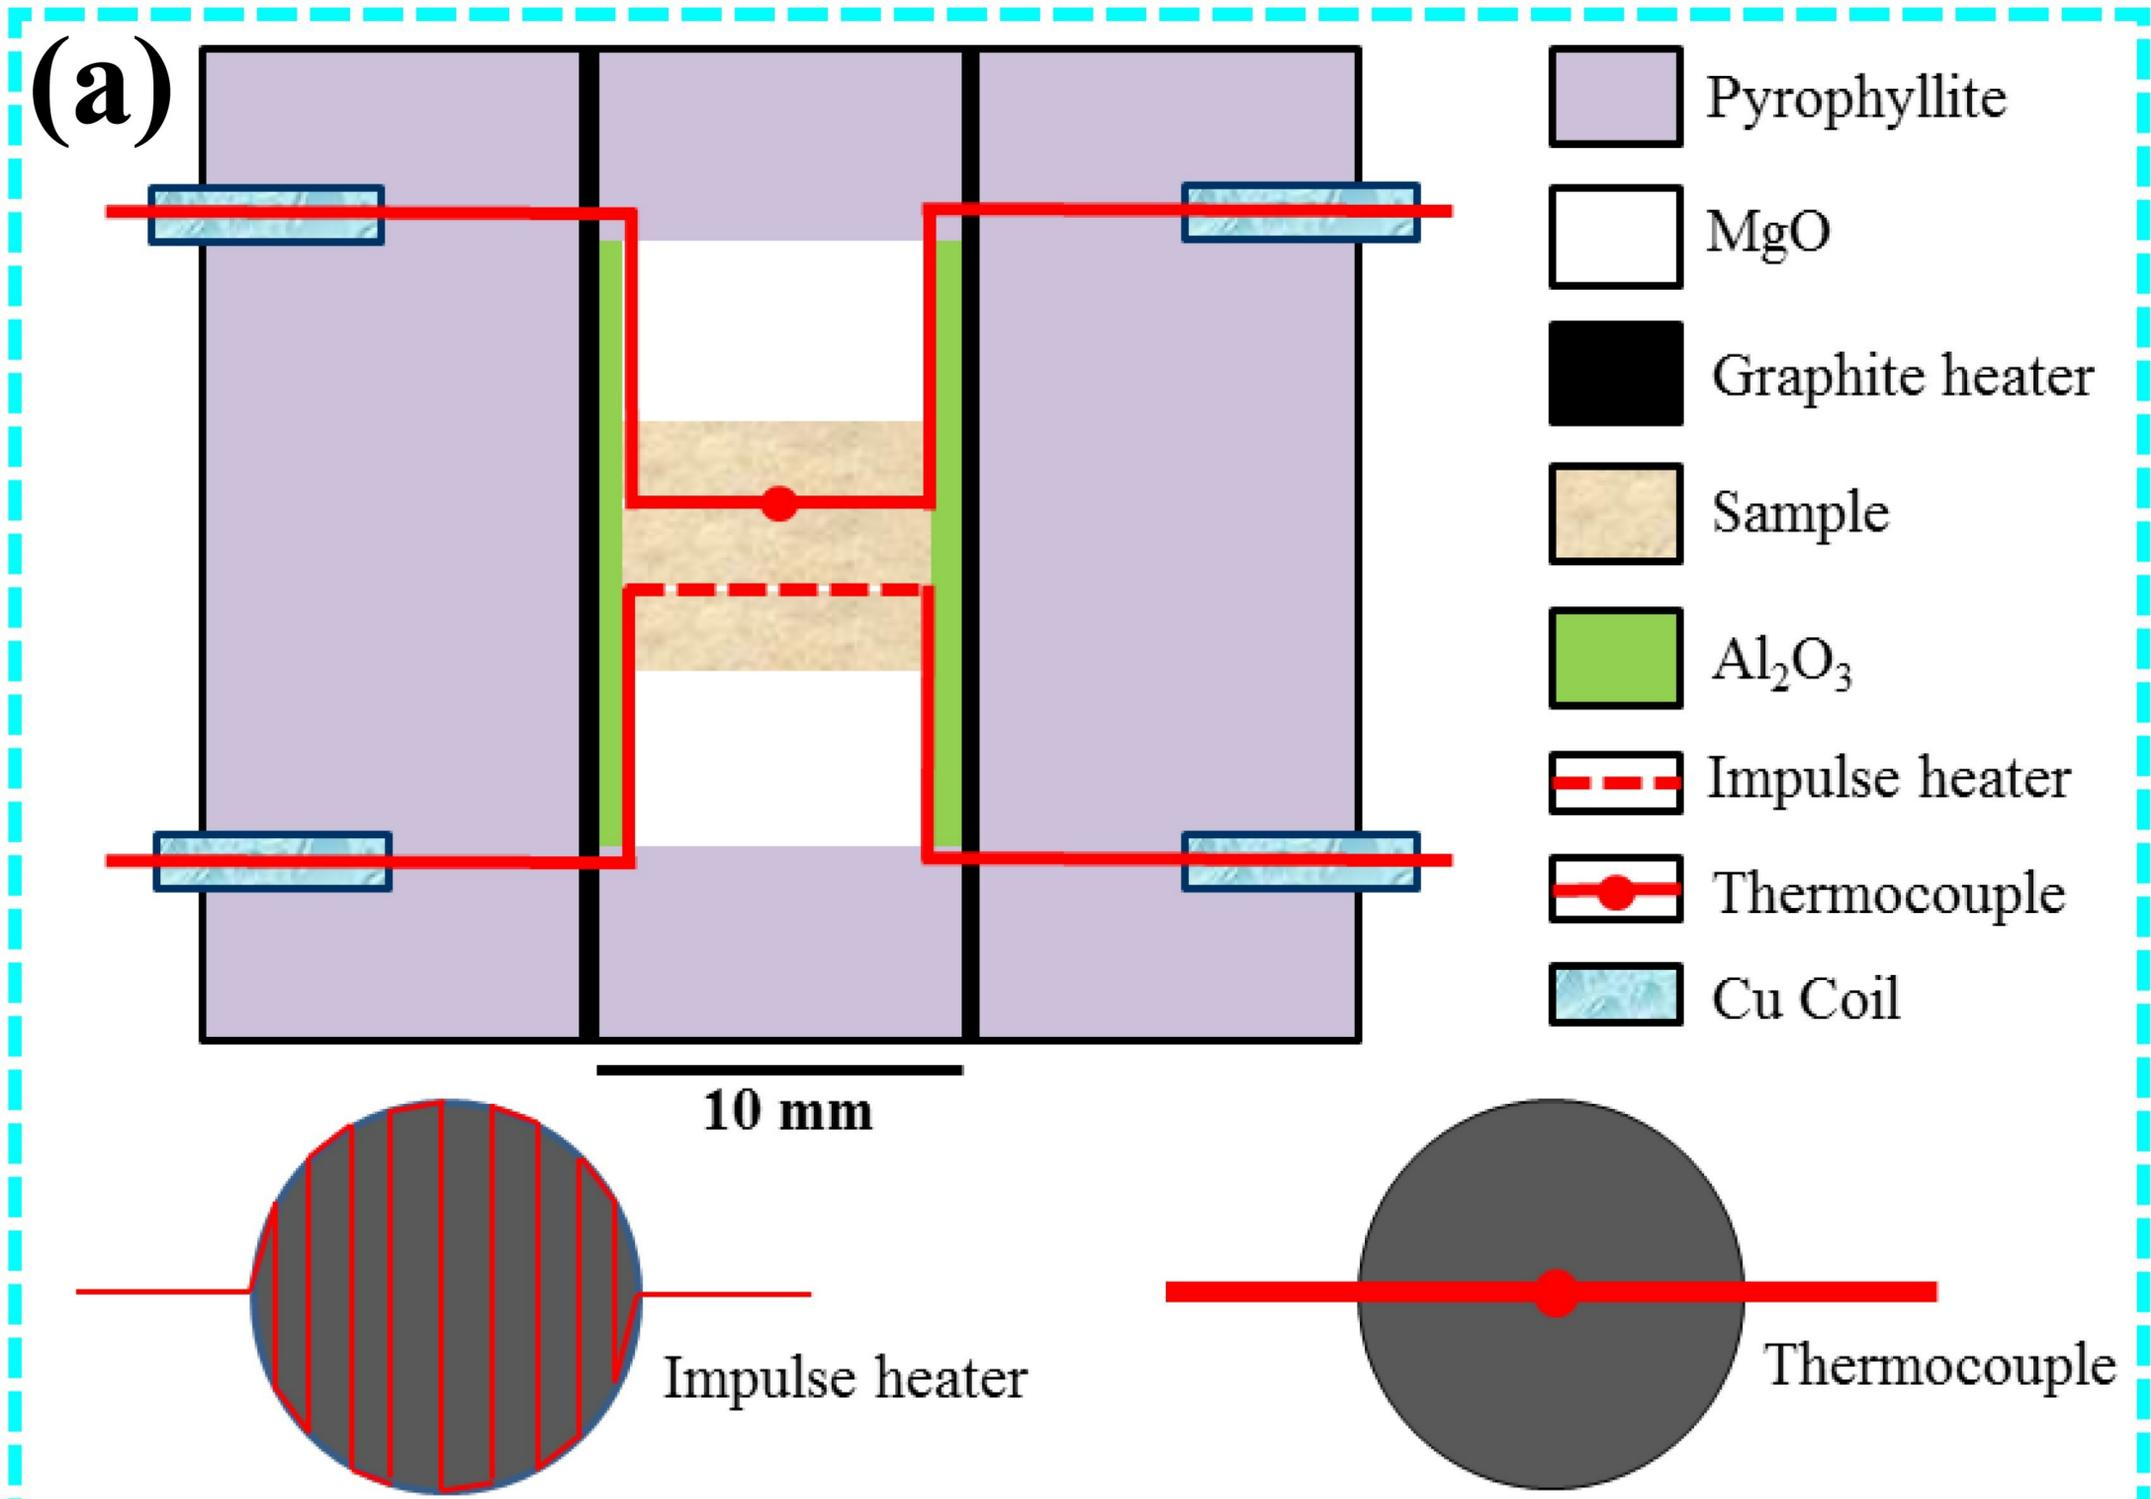 (a)
Pyrophyllite
MgO
Graphite heater
Sample
Al₂O₃
Impulse heater
Thermocouple
Cu Coil
10 mm
Impulse heater
Thermocouple